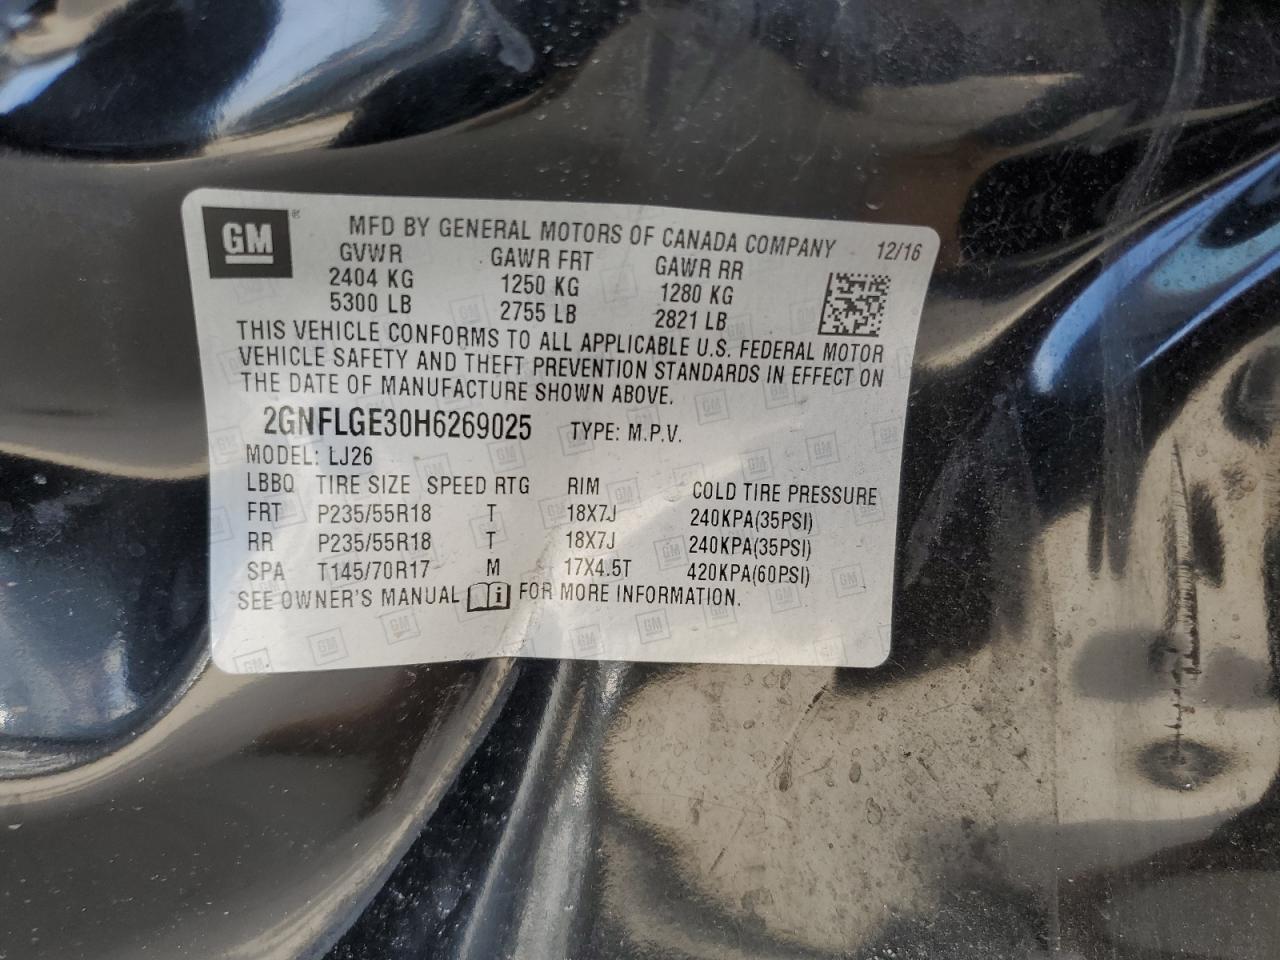 GM® MFD BY GENERAL MOTORS OF CANADA COMPANY 12/16
GVWR GAWR FRT GAWR RR
2404 KG 1250 KG 1280 KG
5300 LB 2755 LB 2821 LB
THIS VEHICLE CONFORMS TO ALL APPLICABLE U.S. FEDERAL MOTOR
VEHICLE SAFETY AND THEFT PREVENTION STANDARDS IN EFFECT ON
THE DATE OF MANUFACTURE SHOWN ABOVE.
2GNFLGE30H6269025 TYPE: M.P.V.
MODEL: LJ26
LBBQ TIRE SIZE SPEED RTG RIM COLD TIRE PRESSURE
FRT P235/55R18 T 18X7J 240KPA(35PSI)
RR P235/55R18 T 18X7J 240KPA(35PSI)
SPA T145/70R17 M 17X4.5T 420KPA(60PSI)
SEE OWNER'S MANUAL i FOR MORE INFORMATION.